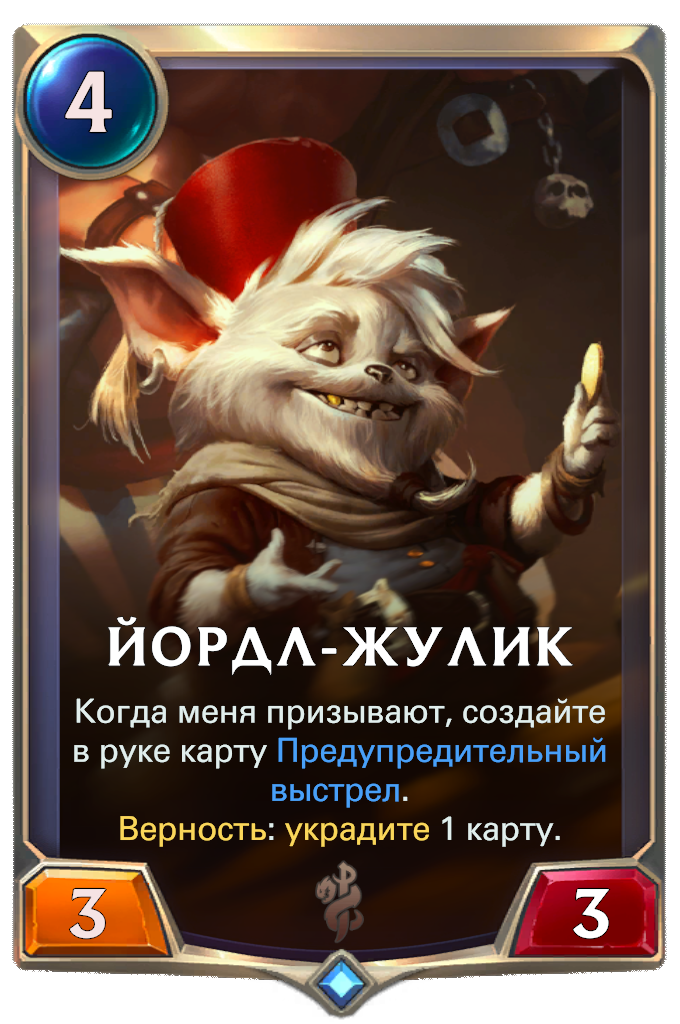 4
ЙОРДЛ-ЖУЛИК
Когда меня призывают, создайте
в руке карту Предупредительный
выстрел.
Верность: украдите 1 карту.
3
3